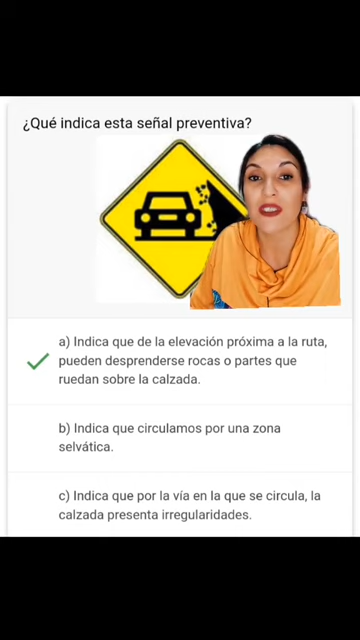 ¿Qué indica esta señal preventiva?
a) Indica que de la elevación próxima a la ruta,
pueden desprenderse rocas o partes que
ruedan sobre la calzada.
b) Indica que circulamos por una zona
selvática.
c) Indica que por la vía en la que se circula, la
calzada presenta irregularidades.